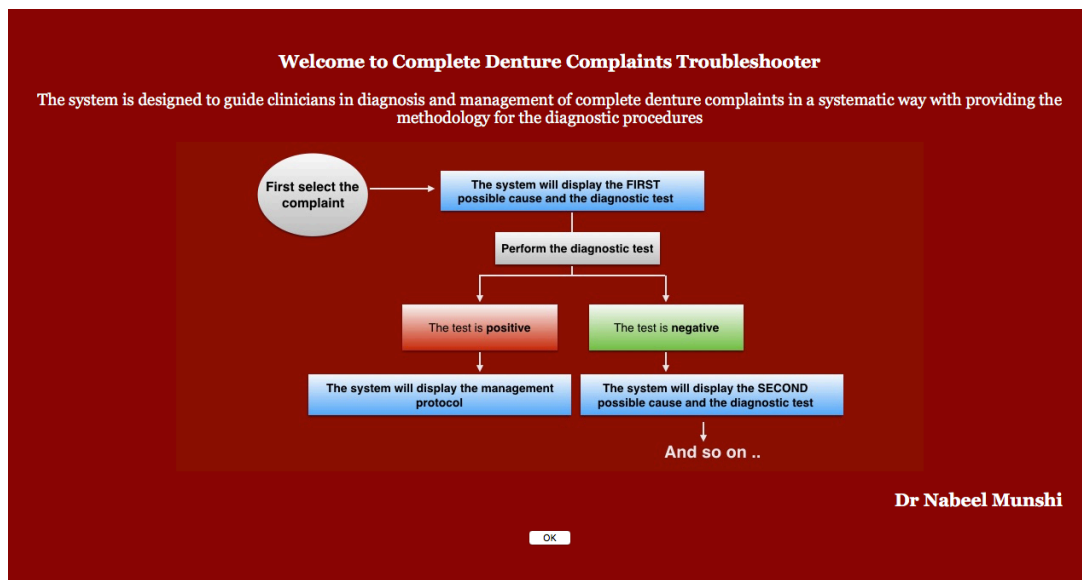 Welcome to Complete Denture Complaints Troubleshooter
The system is designed to guide clinicians in diagnosis and management of complete denture complaints in a systematic way with providing the
methodology for the diagnostic procedures
First select the
complaint
The system will display the FIRST
possible cause and the diagnostic test
Perform the diagnostic test
The test is positive
The test is negative
The system will display the management
protocol
The system will display the SECOND
possible cause and the diagnostic test
And so on ..
Dr Nabeel Munshi
OK